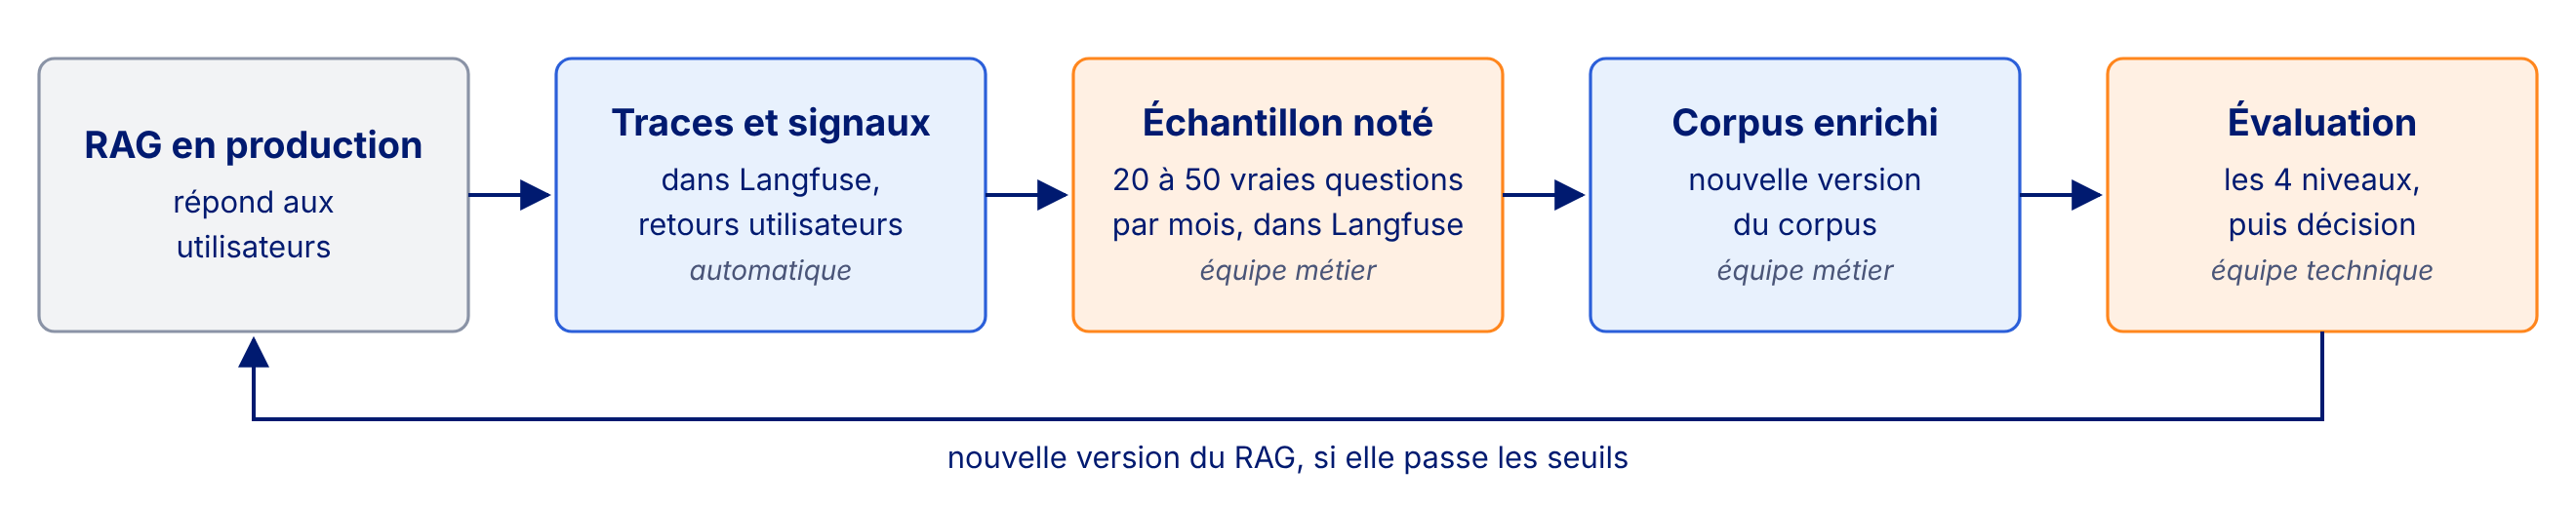 RAG en production
répond aux
utilisateurs
Traces et signaux
dans Langfuse,
retours utilisateurs
automatique
Échantillon noté
20 à 50 vraies questions
par mois, dans Langfuse
équipe métier
Corpus enrichi
nouvelle version
du corpus
équipe métier
Évaluation
les 4 niveaux,
puis décision
équipe technique
nouvelle version du RAG, si elle passe les seuils